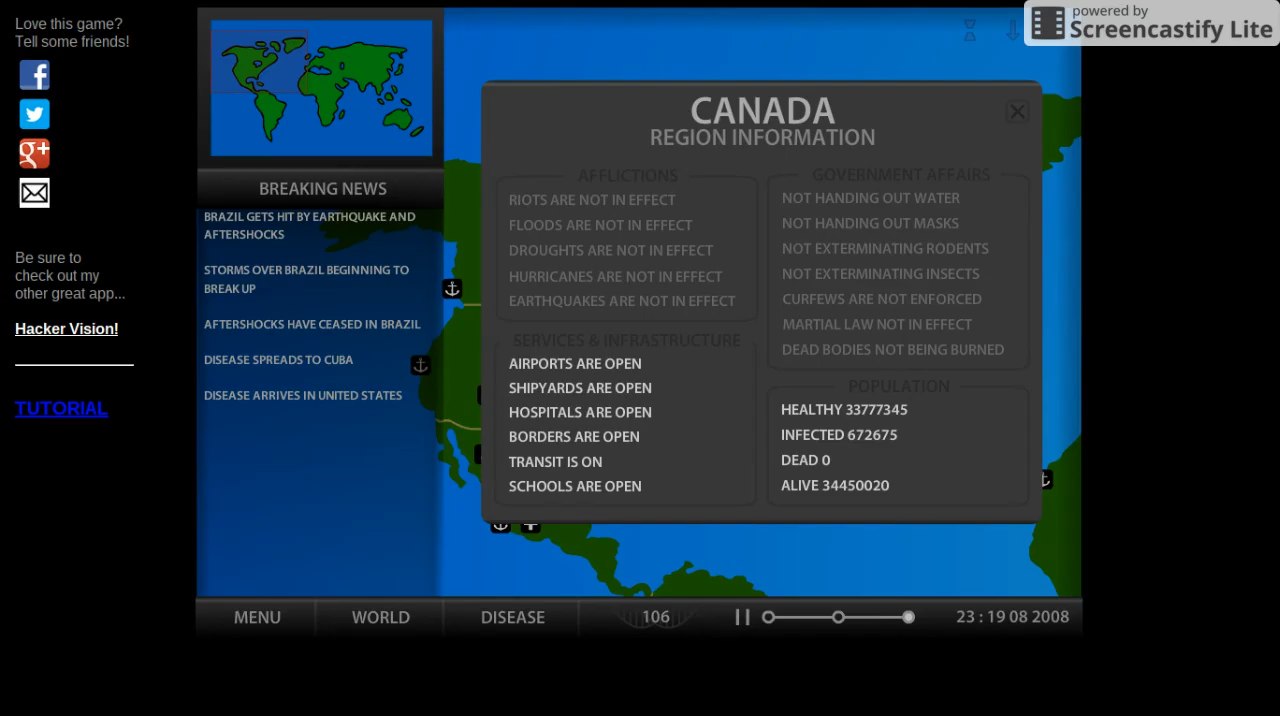 Love this game?
Tell some friends!
Be sure to
check out my
other great app...
Hacker Vision!
TUTORIAL
BREAKING NEWS
BRAZIL GETS HIT BY EARTHQUAKE AND
AFTERSHOCKS
STORMS OVER BRAZIL BEGINNING TO
BREAK UP
AFTERSHOCKS HAVE CEASED IN BRAZIL
DISEASE SPREADS TO CUBA
DISEASE ARRIVES IN UNITED STATES
powered by
Screencastify Lite
CANADA
REGION INFORMATION
AFFLICTIONS
RIOTS ARE NOT IN EFFECT
FLOODS ARE NOT IN EFFECT
DROUGHTS ARE NOT IN EFFECT
HURRICANES ARE NOT IN EFFECT
EARTHQUAKES ARE NOT IN EFFECT
SERVICES & INFRASTRUCTURE
AIRPORTS ARE OPEN
SHIPYARDS ARE OPEN
HOSPITALS ARE OPEN
BORDERS ARE OPEN
TRANSIT IS ON
SCHOOLS ARE OPEN
GOVERNMENT AFFAIRS
NOT HANDING OUT WATER
NOT HANDING OUT MASKS
NOT EXTERMINATING RODENTS
NOT EXTERMINATING INSECTS
CURFEWS ARE NOT ENFORCED
MARTIAL LAW NOT IN EFFECT
DEAD BODIES NOT BEING BURNED
POPULATION
HEALTHY 33777345
INFECTED 672675
DEAD 0
ALIVE 34450020
MENU
WORLD
DISEASE
106
23 : 19 08 2008